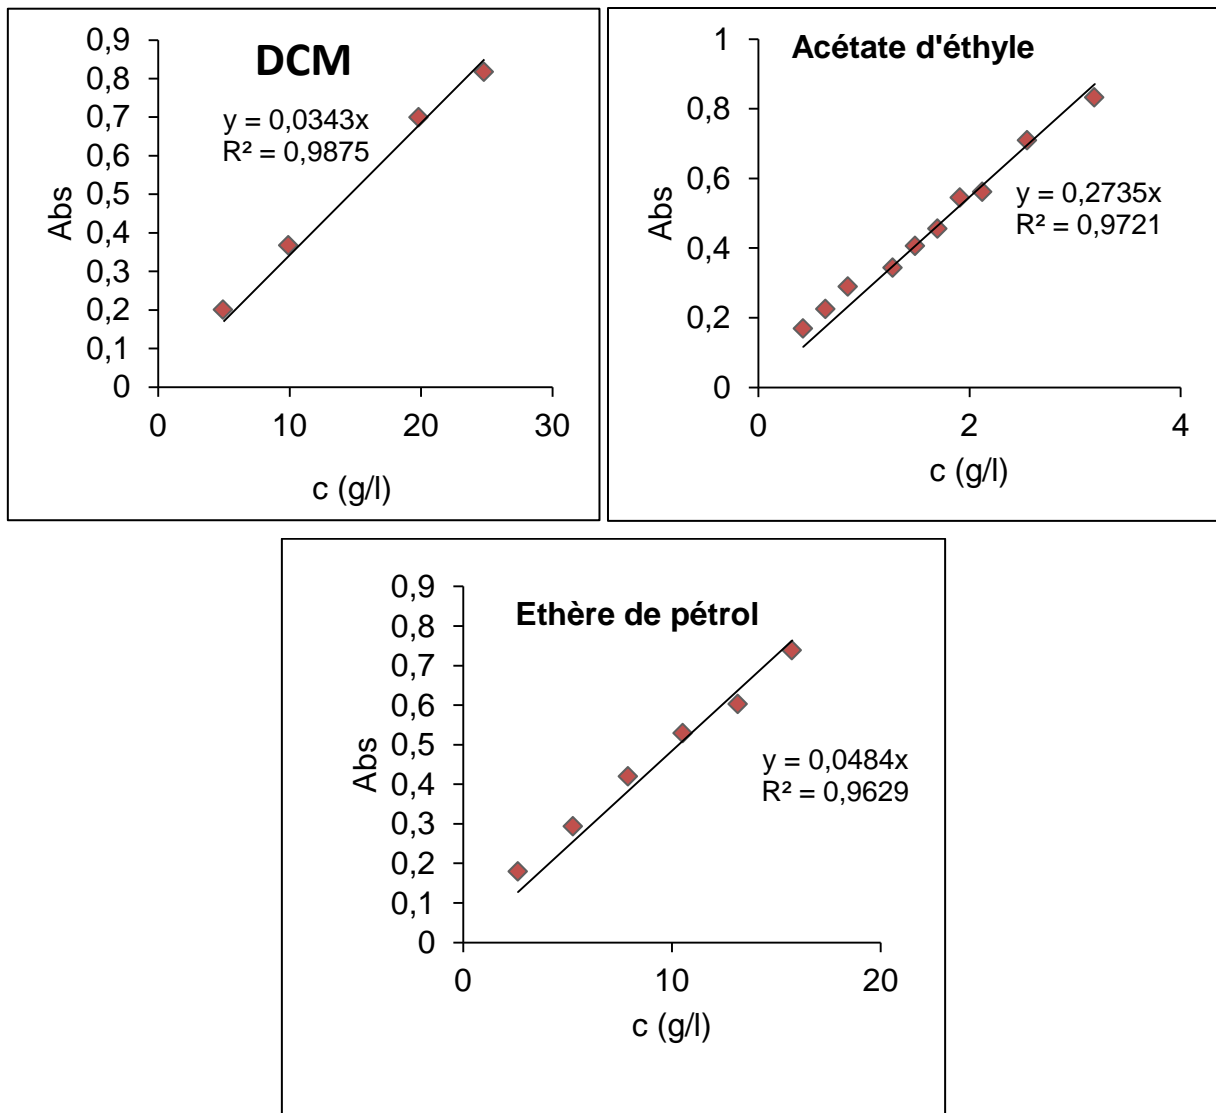 DCM
y = 0,0343x
R² = 0,9875
Abs
0,9
0,8
0,7
0,6
0,5
0,4
0,3
0,2
0,1
0
0 10 20 30
c (g/l)
Acétate d'éthyle
y = 0,2735x
R² = 0,9721
Abs
1
0,8
0,6
0,4
0,2
0
0 2 4
c (g/l)
Ethère de pétrol
y = 0,0484x
R² = 0,9629
Abs
0,9
0,8
0,7
0,6
0,5
0,4
0,3
0,2
0,1
0
0 10 20
c (g/l)